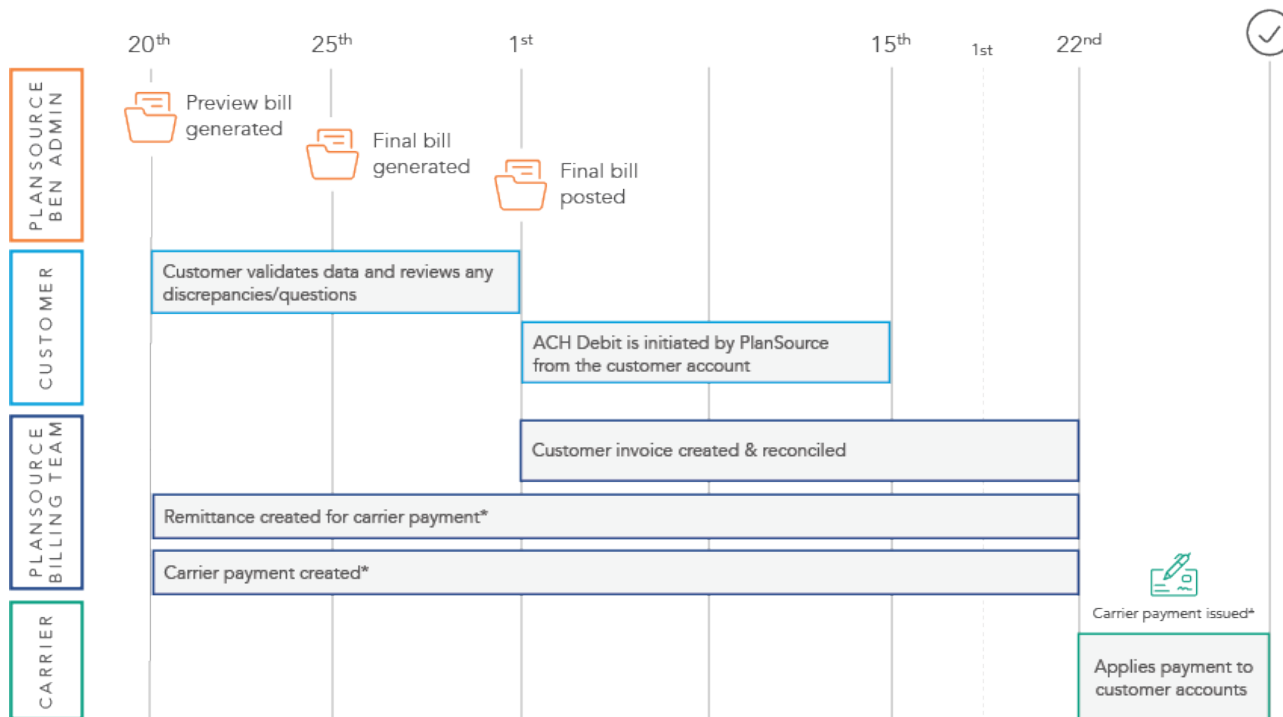 20th
25th
1st
15th
1st
22nd
PLANSOURCE
BEN ADMIN
Preview bill
generated
Final bill
generated
Final bill
posted
CUSTOMER
Customer validates data and reviews any
discrepancies/questions
ACH Debit is initiated by PlanSource
from the customer account
PLANSOURCE
BILLING TEAM
Customer invoice created & reconciled
Remittance created for carrier payment*
Carrier payment created*
Carrier payment issued*
CARRIER
Applies payment to
customer accounts